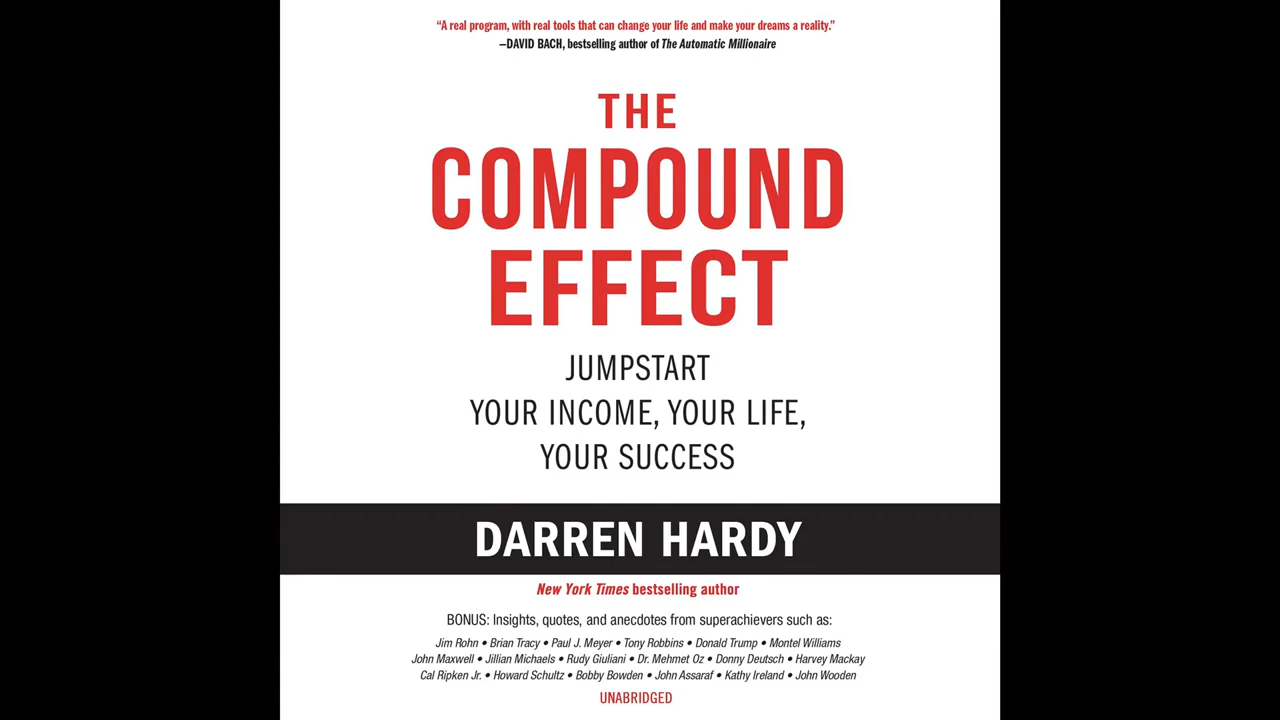 “A real program, with real tools that can change your life and make your dreams a reality.”
—DAVID BACH, bestselling author of The Automatic Millionaire
THE
COMPOUND
EFFECT
JUMPSTART
YOUR INCOME, YOUR LIFE,
YOUR SUCCESS
DARREN HARDY
New York Times bestselling author
BONUS: Insights, quotes, and anecdotes from superachievers such as:
Jim Rohn • Brian Tracy • Paul J. Meyer • Tony Robbins • Donald Trump • Montel Williams
John Maxwell • Jillian Michaels • Rudy Giuliani • Dr. Mehmet Oz • Donny Deutsch • Harvey Mackay
Cal Ripken Jr. • Howard Schultz • Bobby Bowden • John Assaraf • Kathy Ireland • John Wooden
UNABRIDGED